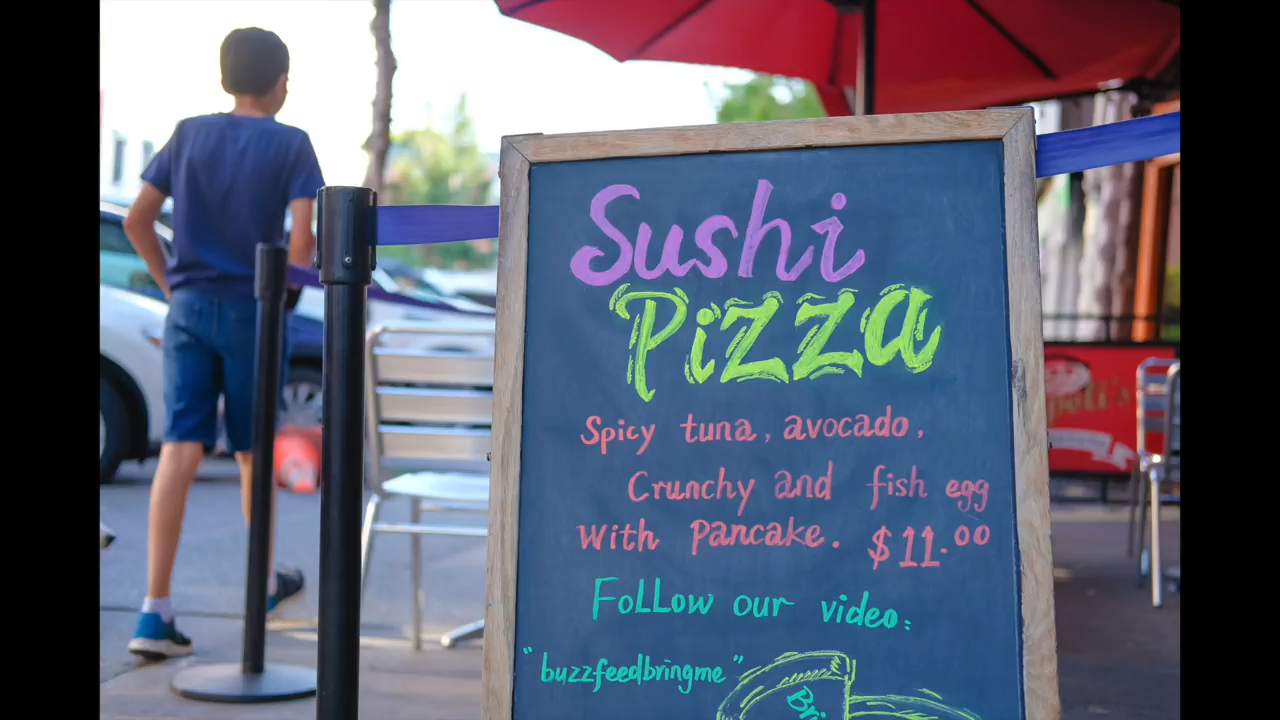 Sushi
Pizza
Spicy tuna, avocado,
Crunchy and fish egg
with pancake. $11.00
Follow our video:
"buzzfeedbringme"